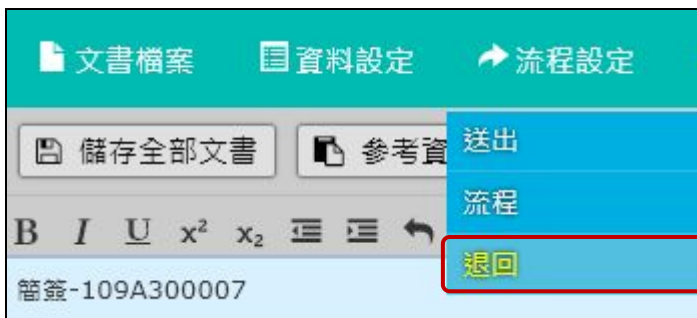 文書檔案 資料設定 流程設定
儲存全部文書 參考資
送出
流程
B I U x² x₂
退回
簡簽-109A300007